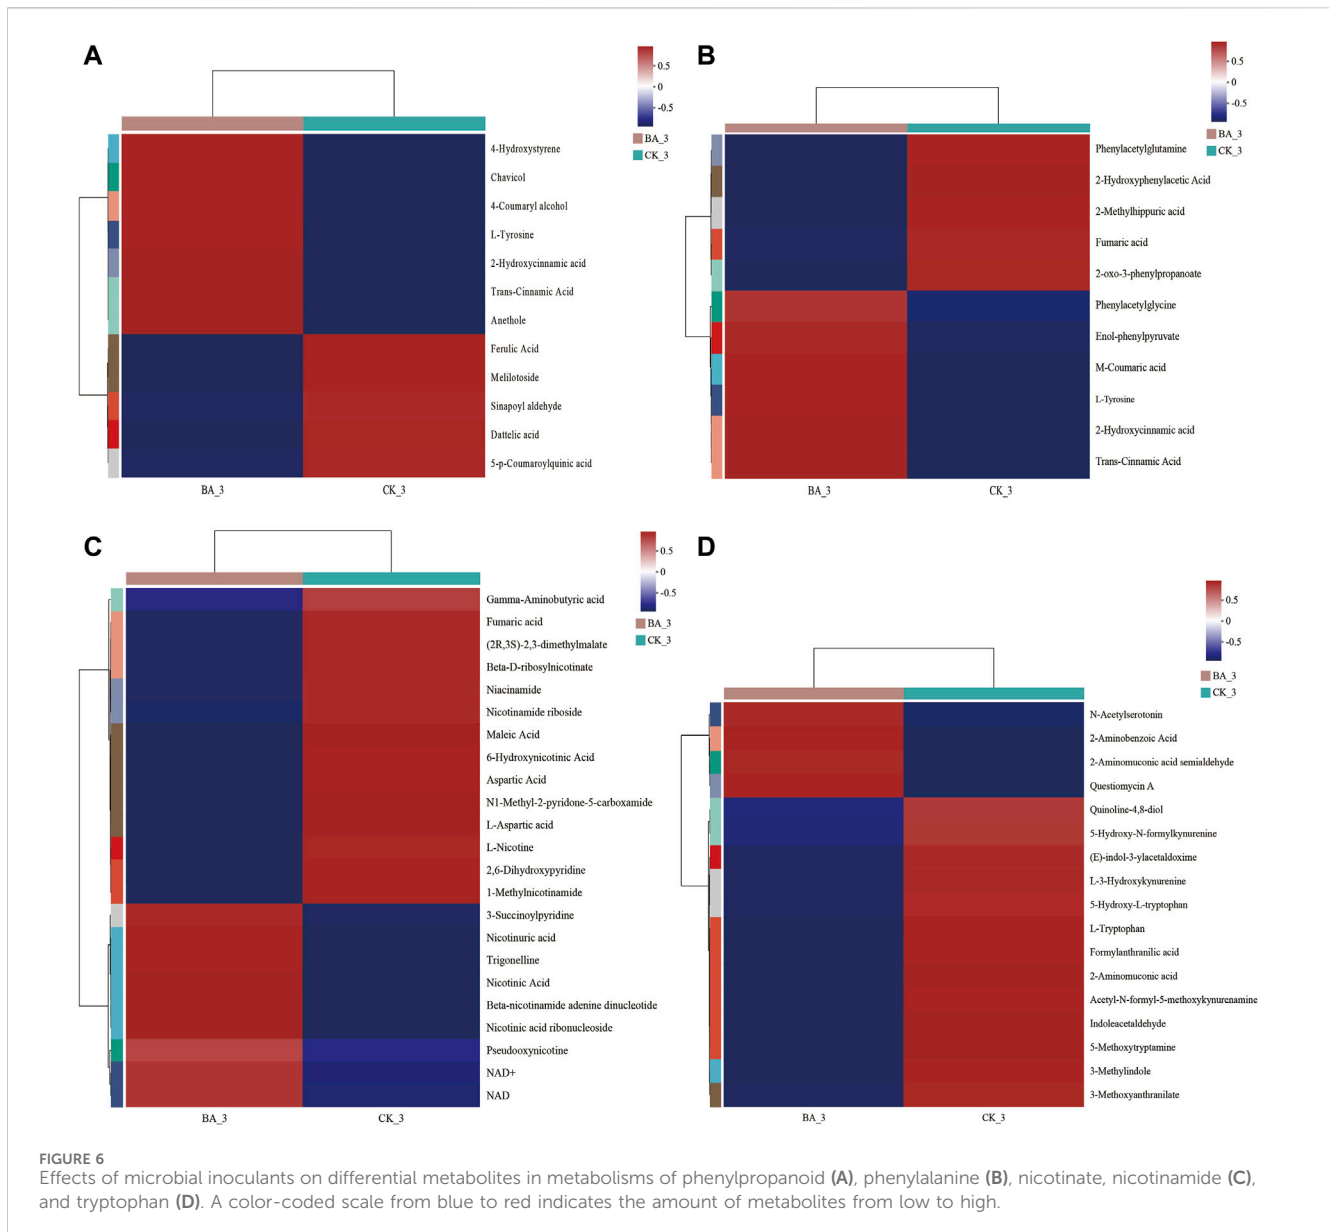 A
0.5
0
-0.5
BA_3
CK_3
4-Hydroxystyrene
Chavicol
4-Coumaryl alcohol
L-Tyrosine
2-Hydroxycinnamic acid
Trans-Cinnamic Acid
Anethole
Ferulic Acid
Melilotoside
Sinapoyl aldehyde
Dattelic acid
5-p-Coumaroylquinic acid
BA_3
CK_3
B
0.5
0
-0.5
BA_3
CK_3
Phenylacetylglutamine
2-Hydroxyphenylacetic Acid
2-Methylhippuric acid
Fumaric acid
2-oxo-3-phenylpropanoate
Phenylacetylglycine
Enol-phenylpyruvate
M-Coumaric acid
L-Tyrosine
2-Hydroxycinnamic acid
Trans-Cinnamic Acid
BA_3
CK_3
C
0.5
0
-0.5
BA_3
CK_3
Gamma-Aminobutyric acid
Fumaric acid
(2R,3S)-2,3-dimethylmalate
Beta-D-ribosylnicotinate
Niacinamide
Nicotinamide riboside
Maleic Acid
6-Hydroxynicotinic Acid
Aspartic Acid
N1-Methyl-2-pyridone-5-carboxamide
L-Aspartic acid
L-Nicotine
2,6-Dihydroxypyridine
1-Methylnicotinamide
3-Succinoylpyridine
Nicotinuric acid
Trigonelline
Nicotinic Acid
Beta-nicotinamide adenine dinucleotide
Nicotinic acid ribonucleoside
Pseudooxynicotine
NAD+
NAD
BA_3
CK_3
D
0.5
0
-0.5
BA_3
CK_3
N-Acetylserotonin
2-Aminobenzoic Acid
2-Aminomuconic acid semialdehyde
Questiomycin A
Quinoline-4,8-diol
5-Hydroxy-N-formylkynurenine
(E)-indol-3-ylacetaldoxime
L-3-Hydroxykynurenine
5-Hydroxy-L-tryptophan
L-Tryptophan
Formylanthranilic acid
2-Aminomuconic acid
Acetyl-N-formyl-5-methoxykynurenamine
Indoleacetaldehyde
5-Methoxytryptamine
3-Methylindole
3-Methoxyanthranilate
BA_3
CK_3
FIGURE 6
Effects of microbial inoculants on differential metabolites in metabolisms of phenylpropanoid (A), phenylalanine (B), nicotinate, nicotinamide (C),
and tryptophan (D). A color-coded scale from blue to red indicates the amount of metabolites from low to high.